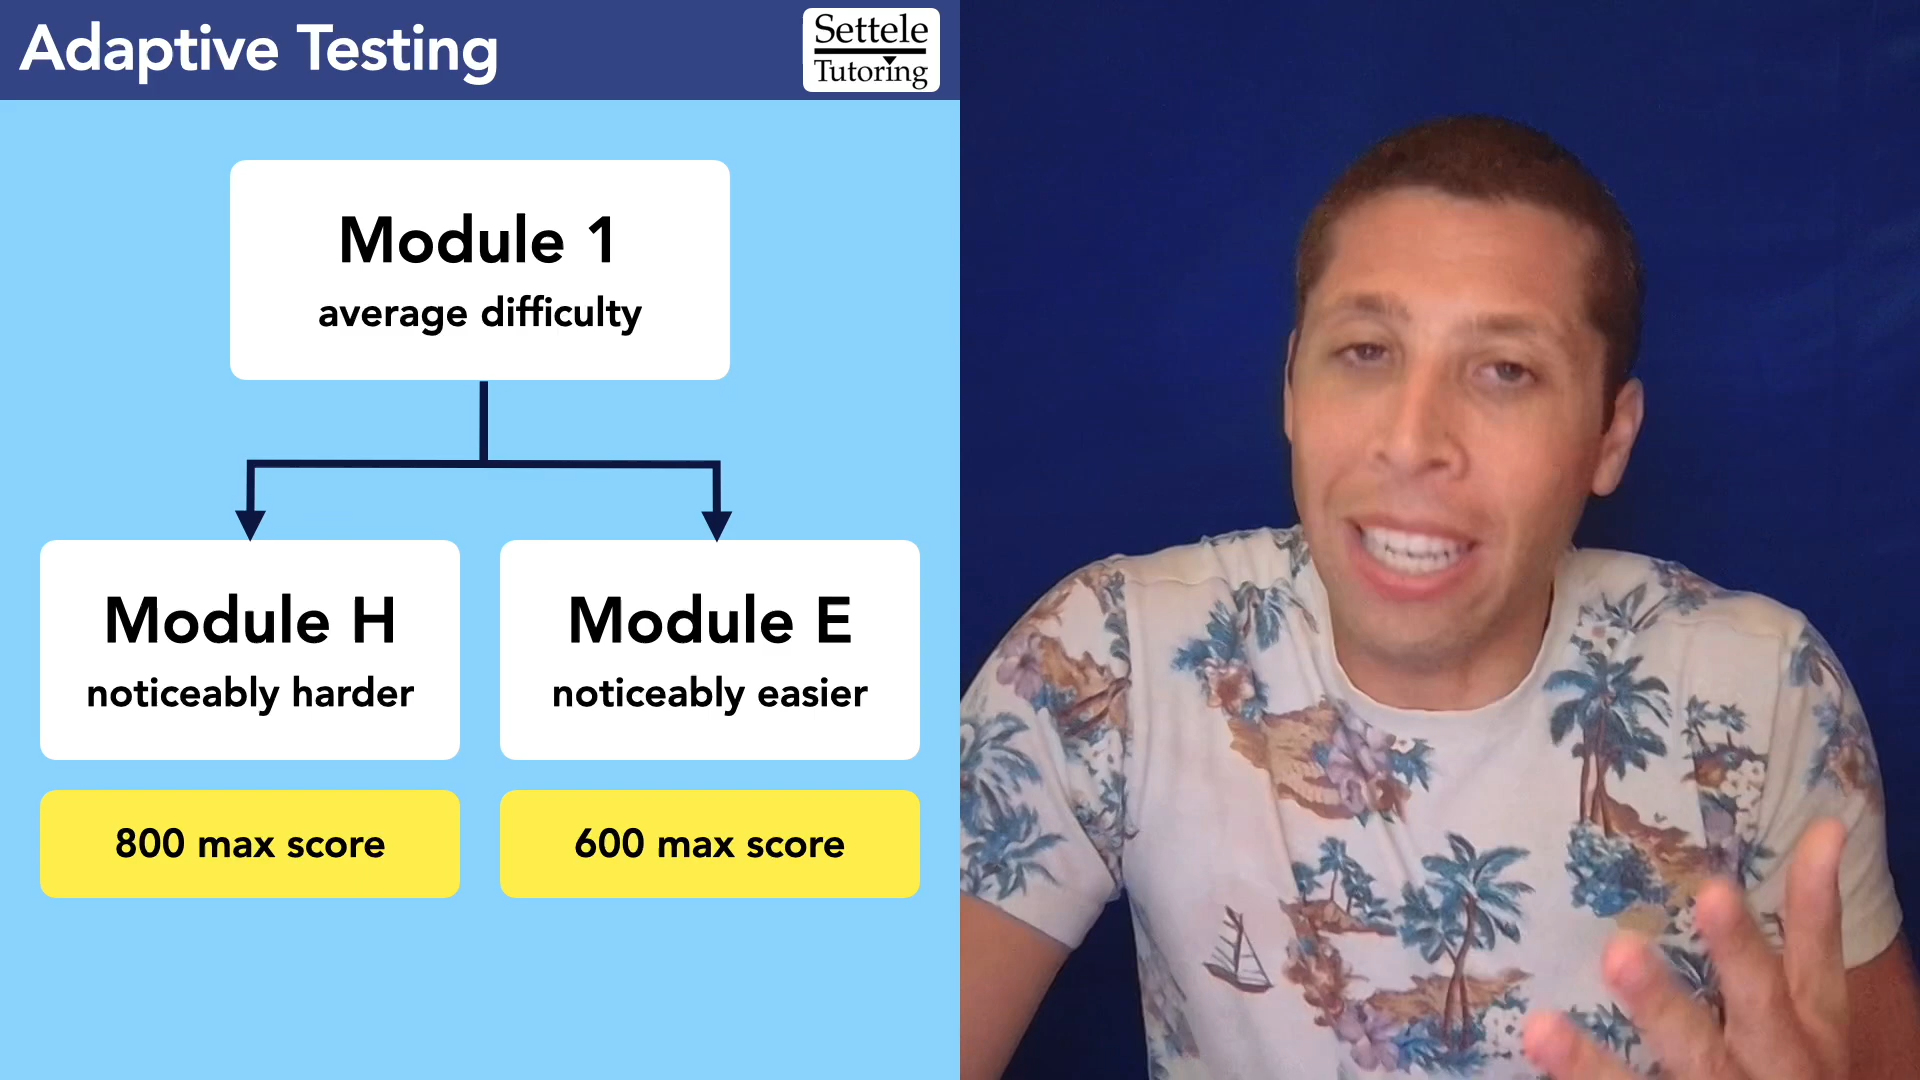 Adaptive Testing
Settele
Tutoring
Module 1
average difficulty
Module H
noticeably harder
Module E
noticeably easier
800 max score
600 max score